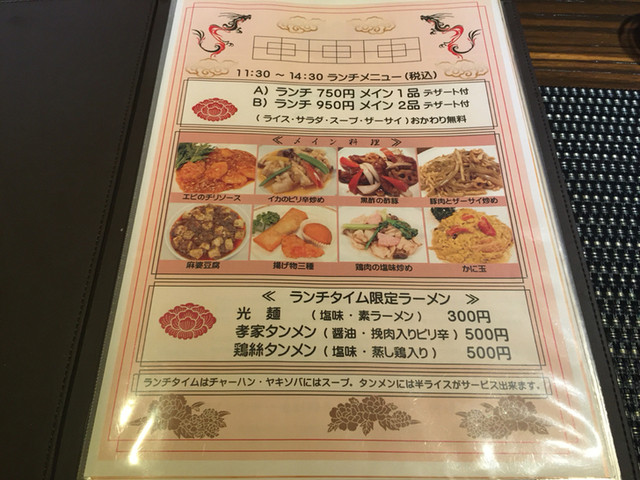 11:30 ～ 14:30 ランチメニュー（税込）
A）ランチ 750円 メイン 1品 デザート付
B）ランチ 950円 メイン 2品 デザート付
（ライス・サラダ・スープ・ザーサイ）おかわり無料
≪ メイン料理 ≫
エビのチリソース イカのピリ辛炒め 黒酢の酢豚 豚肉とザーサイ炒め
麻婆豆腐 揚げ物三種 鶏肉の塩味炒め かに玉
≪ ランチタイム限定ラーメン ≫
光 麺 （塩味・素ラーメン） 300円
孝家タンメン（醤油・挽肉入りピリ辛）500円
鶏絲タンメン（塩味・蒸し鶏入り） 500円
ランチタイムはチャーハン・ヤキソバにはスープ。タンメンには半ライスがサービス出来ます。